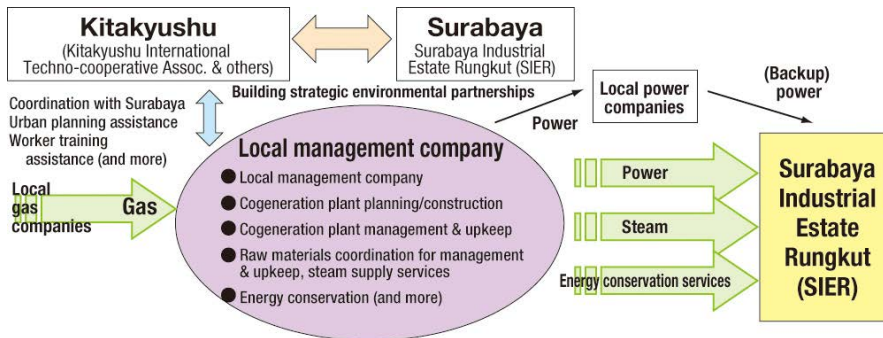 Kitakyushu
(Kitakyushu International
Techno-cooperative Assoc. & others)
Surabaya
Surabaya Industrial
Estate Rungkut (SIER)
Building strategic environmental partnerships
Coordination with Surabaya
Urban planning assistance
Worker training
assistance (and more)
Local power
companies
(Backup)
power
Power
Local management company
● Local management company
● Cogeneration plant planning/construction
● Cogeneration plant management & upkeep
● Raw materials coordination for management
& upkeep, steam supply services
● Energy conservation (and more)
Local
gas
companies
Gas
Power
Steam
Energy conservation services
Surabaya
Industrial
Estate
Rungkut
(SIER)